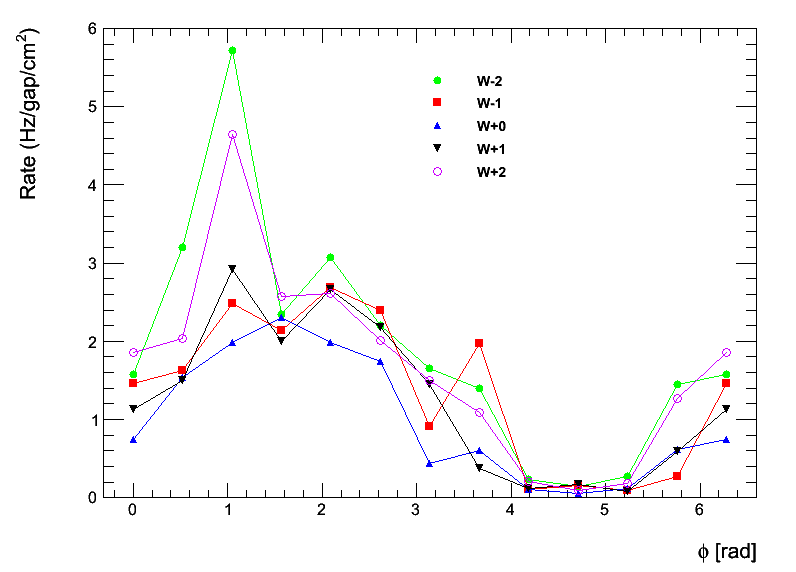 Rate (Hz/gap/cm²)
6
5
4
3
2
1
0
W-2
W-1
W+0
W+1
W+2
0 1 2 3 4 5 6
ϕ [rad]